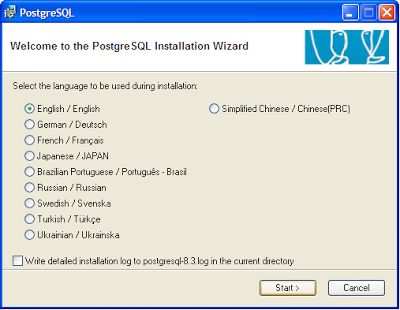 PostgreSQL
Welcome to the PostgreSQL Installation Wizard
Select the language to be used during installation:
English / English
Simplified Chinese / Chinese(PRC)
German / Deutsch
French / Français
Japanese / JAPAN
Brazilian Portuguese / Português - Brasil
Russian / Russian
Swedish / Svenska
Turkish / Türkçe
Ukrainian / Ukrainska
Write detailed installation log to postgresql-8.3.log in the current directory
Start >
Cancel